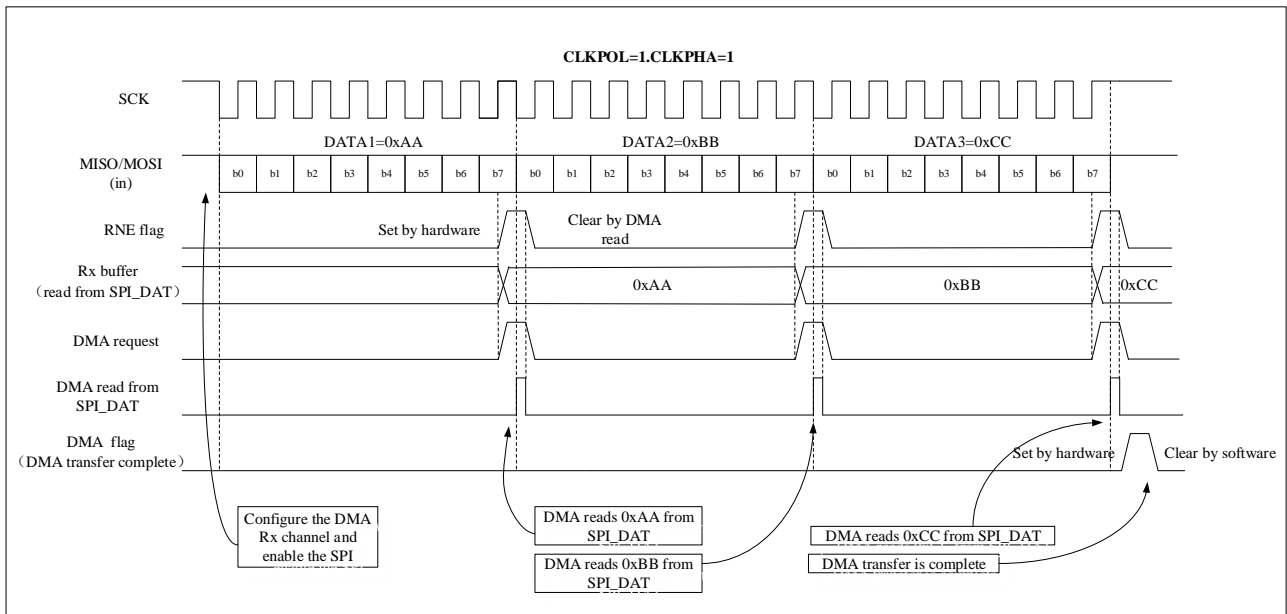 CLKPOL=1.CLKPHA=1
SCK
DATA1=0xAA
DATA2=0xBB
DATA3=0xCC
MISO/MOSI
(in)
b0 b1 b2 b3 b4 b5 b6 b7 b0 b1 b2 b3 b4 b5 b6 b7 b0 b1 b2 b3 b4 b5 b6 b7
RNE flag
Set by hardware
Clear by DMA
read
Rx buffer
（read from SPI_DAT）
0xAA
0xBB
0xCC
DMA request
DMA read from
SPI_DAT
DMA flag
（DMA transfer complete）
Set by hardware
Clear by software
Configure the DMA
Rx channel and
enable the SPI
DMA reads 0xAA from
SPI_DAT
DMA reads 0xBB from
SPI_DAT
DMA reads 0xCC from SPI_DAT
DMA transfer is complete